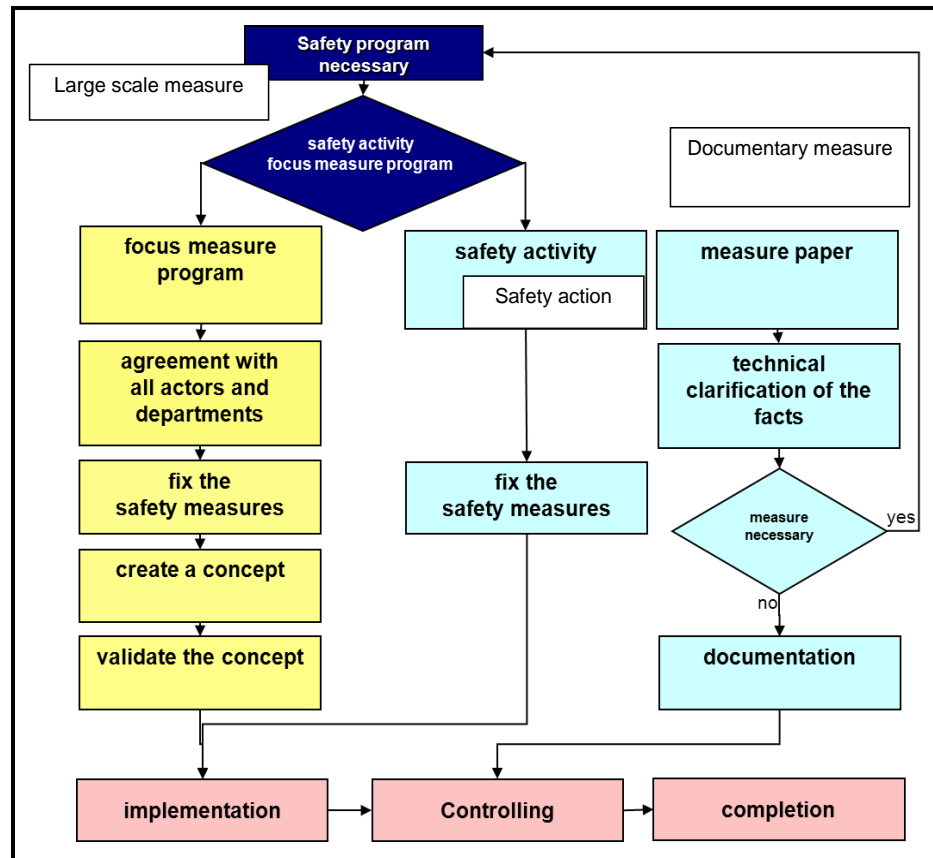 Safety program
necessary
Large scale measure
safety activity
focus measure program
Documentary measure
focus measure
program
safety activity
Safety action
measure paper
agreement with
all actors and
departments
technical
clarification of the
facts
fix the
safety measures
fix the
safety measures
measure
necessary
yes
no
create a concept
validate the concept
documentation
implementation
Controlling
completion